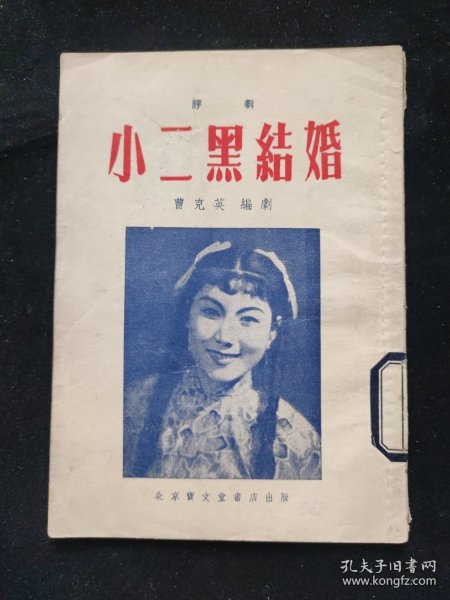 評劇
小二黑結婚
曹克英 編劇
北京寶文堂書店出版
孔夫子旧书网
www.kongfz.com